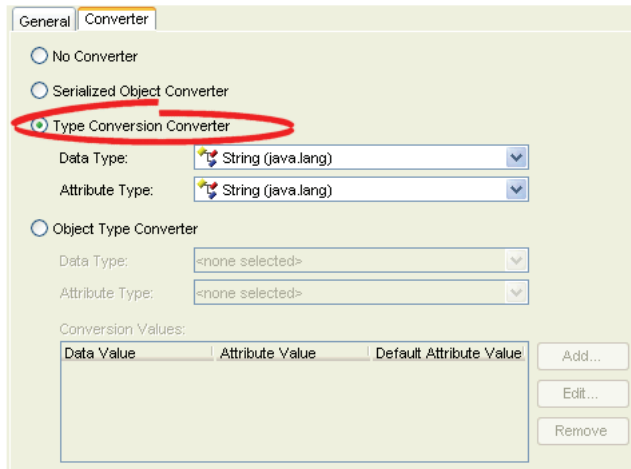 General Converter
No Converter
Serialized Object Converter
Type Conversion Converter
Data Type: String (java.lang)
Attribute Type: String (java.lang)
Object Type Converter
Data Type: <none selected>
Attribute Type: <none selected>
Conversion Values:
Data Value Attribute Value Default Attribute Value
Add...
Edit...
Remove